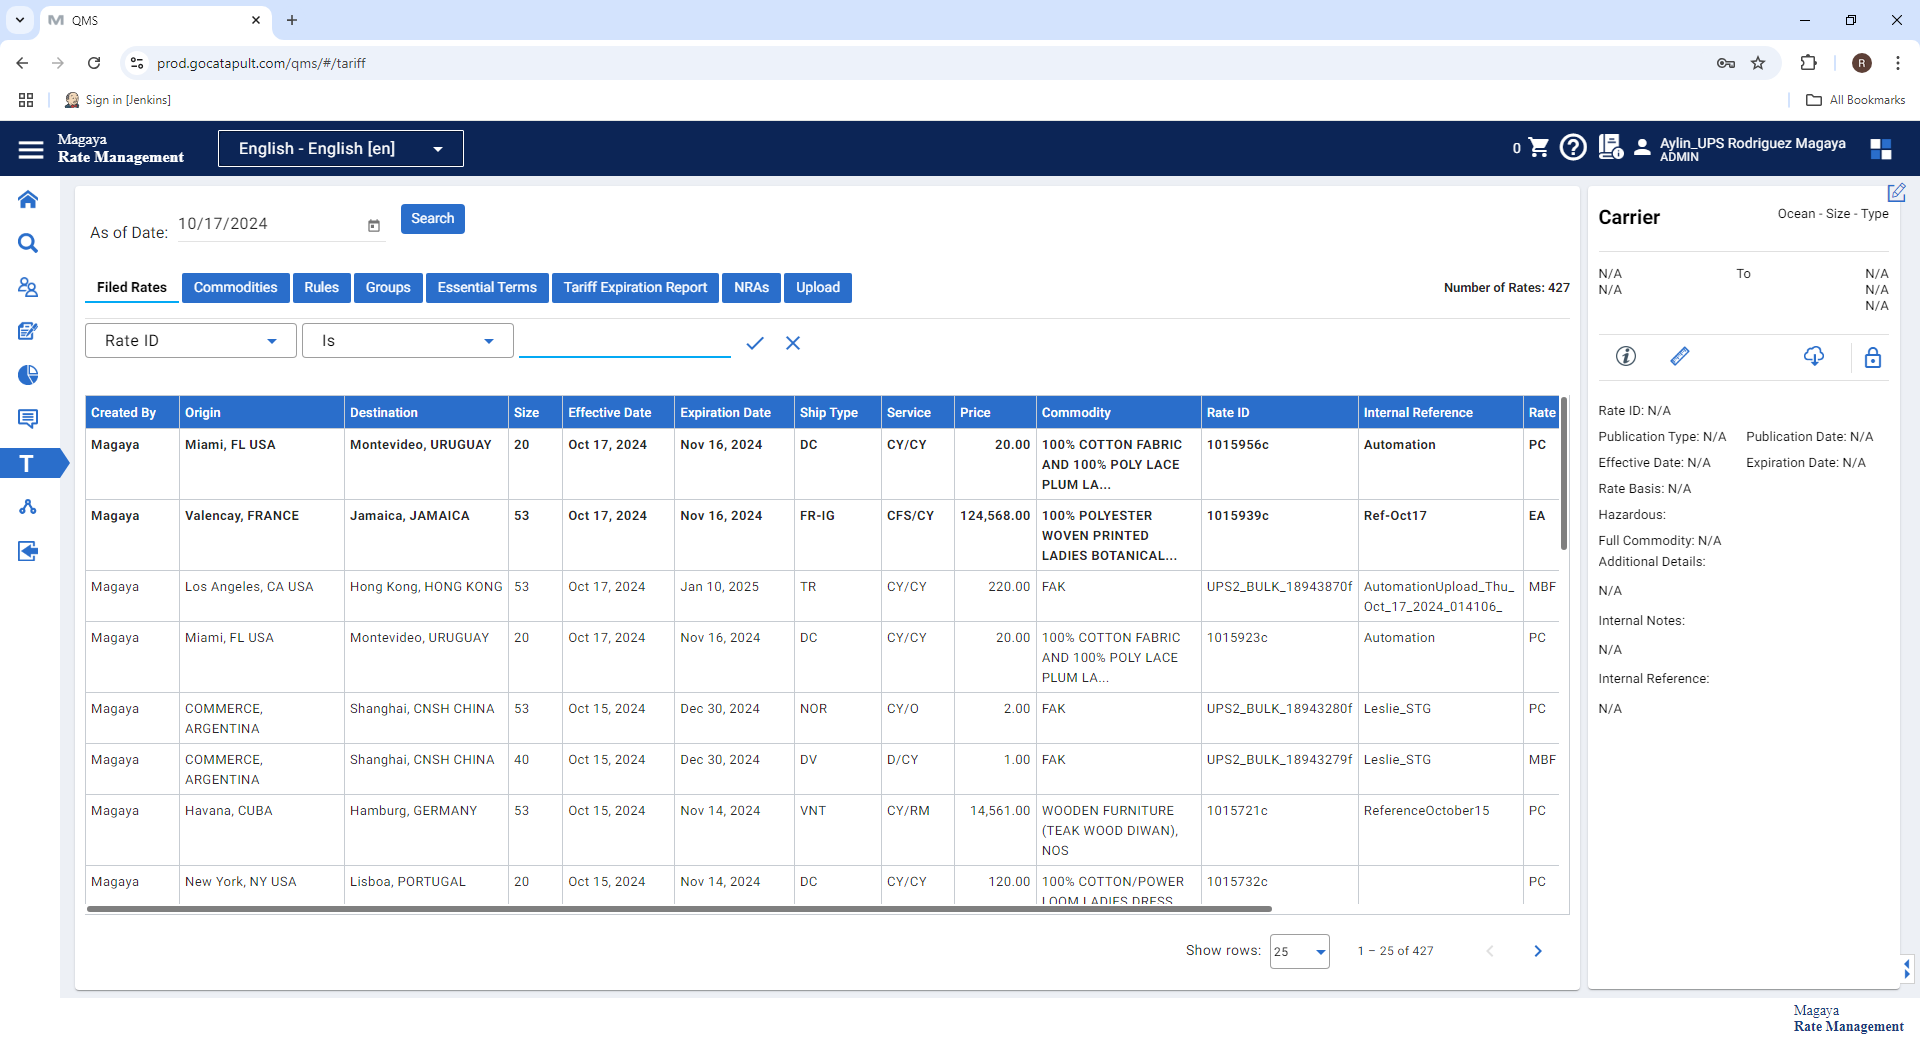 QMS
prod.gocatapult.com/qms/#/tariff
R
Sign in [Jenkins]
All Bookmarks
Magaya
Rate Management
English - English [en]
0
Aylin_UPS Rodriguez Magaya
ADMIN
As of Date: 10/17/2024 Search
Filed Rates Commodities Rules Groups Essential Terms Tariff Expiration Report NRAs Upload
Number of Rates: 427
Rate ID Is
Created By Origin Destination Size Effective Date Expiration Date Ship Type Service Price Commodity Rate ID Internal Reference Rate
Magaya Miami, FL USA Montevideo, URUGUAY 20 Oct 17, 2024 Nov 16, 2024 DC CY/CY 20.00 100% COTTON FABRIC 1015956c Automation PC
AND 100% POLY LACE
PLUM LA...
Magaya Valencay, FRANCE Jamaica, JAMAICA 53 Oct 17, 2024 Nov 16, 2024 FR-IG CFS/CY 124,568.00 100% POLYESTER 1015939c Ref-Oct17 EA
WOVEN PRINTED
LADIES BOTANICAL...
Magaya Los Angeles, CA USA Hong Kong, HONG KONG 53 Oct 17, 2024 Jan 10, 2025 TR CY/CY 220.00 FAK UPS2_BULK_18943870f AutomationUpload_Thu_ MBF
Oct_17_2024_014106_
Magaya Miami, FL USA Montevideo, URUGUAY 20 Oct 17, 2024 Nov 16, 2024 DC CY/CY 20.00 100% COTTON FABRIC 1015923c Automation PC
AND 100% POLY LACE
PLUM LA...
Magaya COMMERCE, Shanghai, CNSH CHINA 53 Oct 15, 2024 Dec 30, 2024 NOR CY/O 2.00 FAK UPS2_BULK_18943280f Leslie_STG PC
ARGENTINA
Magaya COMMERCE, Shanghai, CNSH CHINA 40 Oct 15, 2024 Dec 30, 2024 DV D/CY 1.00 FAK UPS2_BULK_18943279f Leslie_STG MBF
ARGENTINA
Magaya Havana, CUBA Hamburg, GERMANY 53 Oct 15, 2024 Nov 14, 2024 VNT CY/RM 14,561.00 WOODEN FURNITURE 1015721c ReferenceOctober15 PC
(TEAK WOOD DIWAN),
NOS
Magaya New York, NY USA Lisboa, PORTUGAL 20 Oct 15, 2024 Nov 14, 2024 DC CY/CY 120.00 100% COTTON/POWER 1015732c PC
LOOM LADIES DRESS
Show rows: 25 1 – 25 of 427
Carrier Ocean - Size - Type
N/A To N/A
N/A N/A
N/A
Rate ID: N/A
Publication Type: N/A Publication Date: N/A
Effective Date: N/A Expiration Date: N/A
Rate Basis: N/A
Hazardous:
Full Commodity: N/A
Additional Details:
N/A
Internal Notes:
N/A
Internal Reference:
N/A
T
Magaya
Rate Management